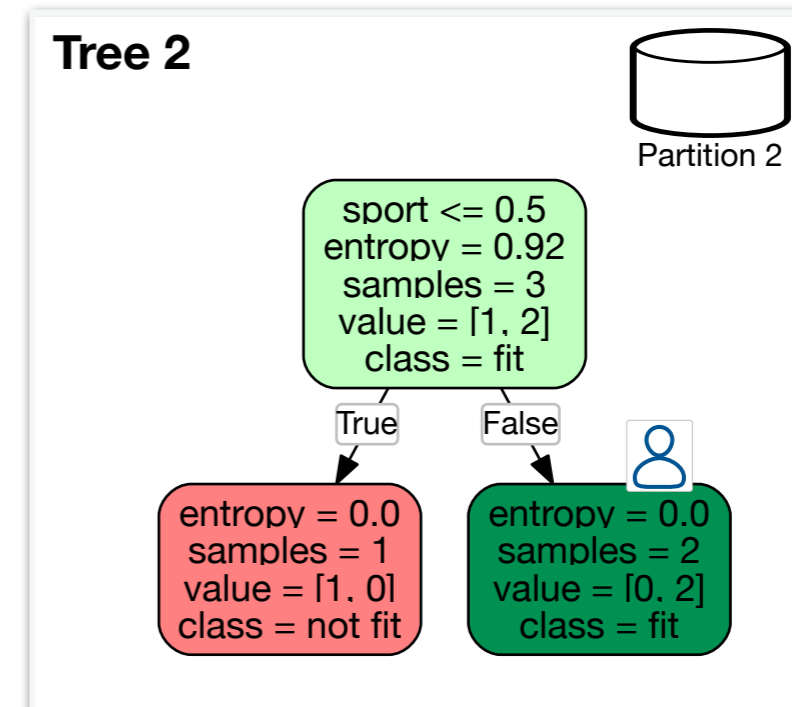 Tree 2
Partition 2
sport <= 0.5
entropy = 0.92
samples = 3
value = [1, 2]
class = fit
True
False
entropy = 0.0
samples = 1
value = [1, 0]
class = not fit
entropy = 0.0
samples = 2
value = [0, 2]
class = fit